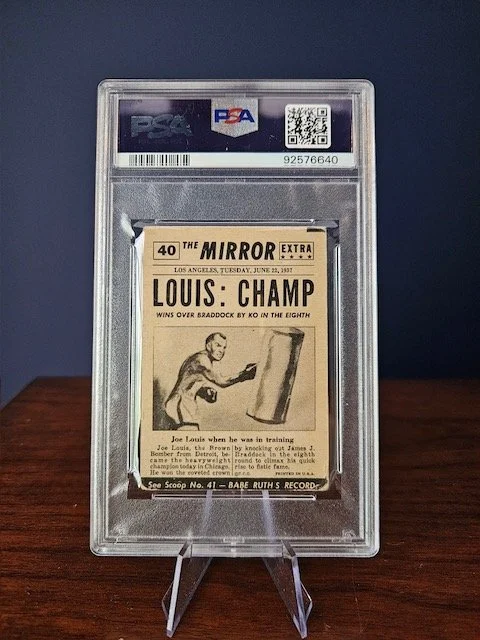 PSA
PSA
92576640
40 THE MIRROR EXTRA
LOS ANGELES, TUESDAY, JUNE 22, 1937
LOUIS: CHAMP
WINS OVER BRADDOCK BY KO IN THE EIGHTH
Joe Louis when he was in training
Joe Louis, the Brown
Bomber from Detroit, be-
came the heavyweight
champion today in Chicago.
He won the coveted crown
by knocking out James J.
Braddock in the eighth
round to climax his quick
rise to fistic fame.
PRINTED IN U.S.A.
See Scoop No. 41 — BABE RUTH'S RECORD